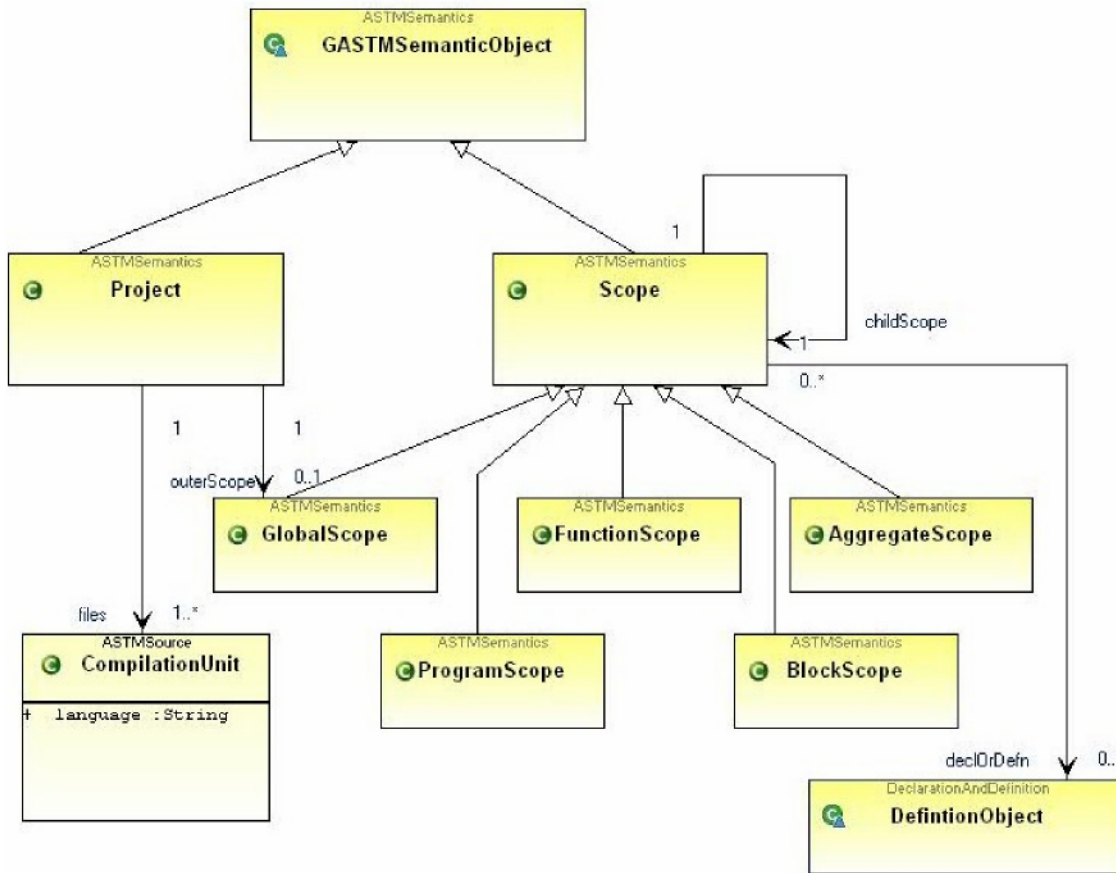 ASTMSemantics
GASTMSemanticObject
1
ASTMSemantics
Project
ASTMSemantics
Scope
childScope
1
0..*
1
1
outerScope
0..1
ASTMSemantics
GlobalScope
ASTMSemantics
FunctionScope
ASTMSemantics
AggregateScope
files
1..*
ASTMSource
CompilationUnit
+ language :String
ASTMSemantics
ProgramScope
ASTMSemantics
BlockScope
declOrDefn
0..
DeclarationAndDefinition
DefintionObject